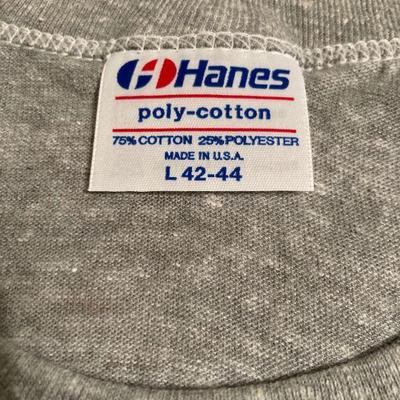 Hanes
poly-cotton
75% COTTON 25% POLYESTER
MADE IN U.S.A.
L 42-44